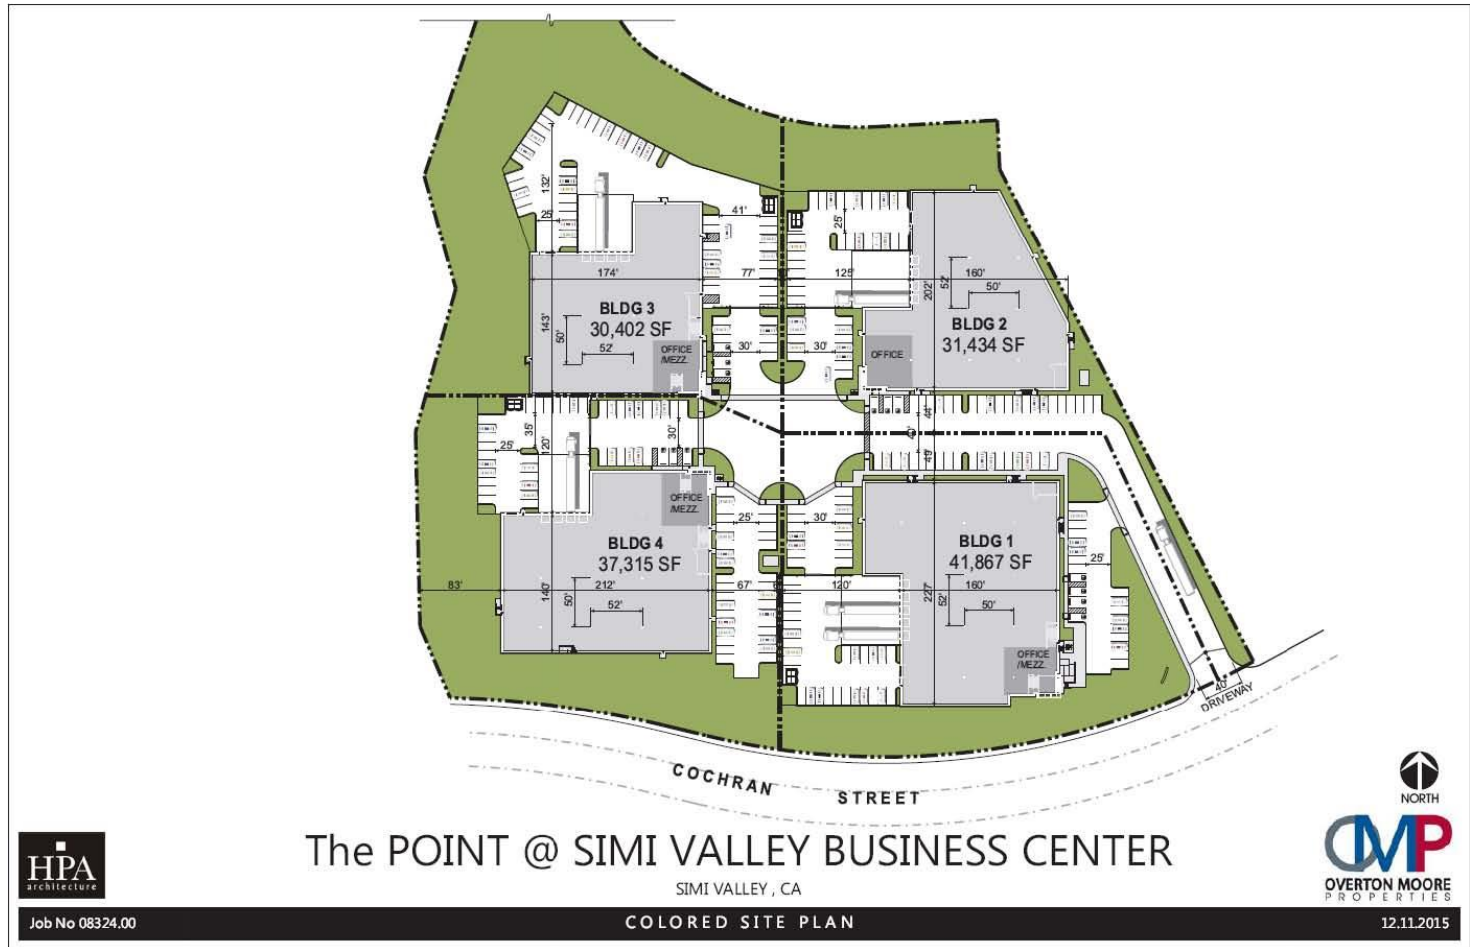 132'
25'
41'
25'
174'
77'
125'
160'
202'
52'
50'
BLDG 3
30,402 SF
143'
50'
52'
OFFICE
/MEZZ.
30'
30'
BLDG 2
31,434 SF
OFFICE
25'
35'
120'
30'
44'
49'
OFFICE
/MEZZ.
25'
30'
BLDG 4
37,315 SF
BLDG 1
41,867 SF
25'
83'
140'
50'
212'
52'
67'
120'
227'
52'
160'
50'
OFFICE
/MEZZ.
40'
DRIVEWAY
COCHRAN STREET
NORTH
The POINT @ SIMI VALLEY BUSINESS CENTER
SIMI VALLEY , CA
HPA
architecture
OMP
OVERTON MOORE
PROPERTIES
Job No 08324.00
COLORED SITE PLAN
12.11.2015